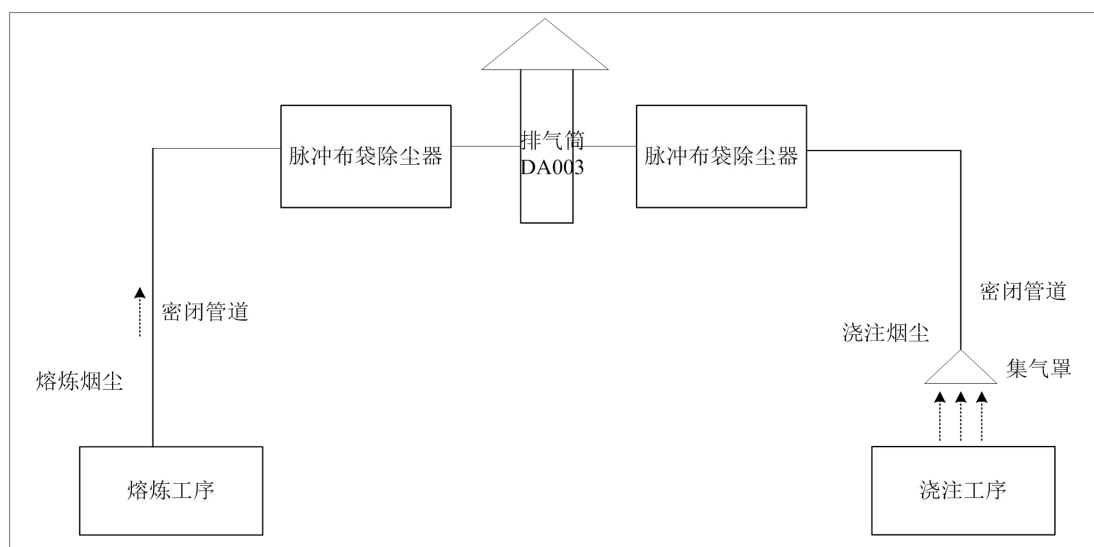 脉冲布袋除尘器
排气筒
DA003
脉冲布袋除尘器
密闭管道
密闭管道
浇注烟尘
集气罩
熔炼烟尘
熔炼工序
浇注工序